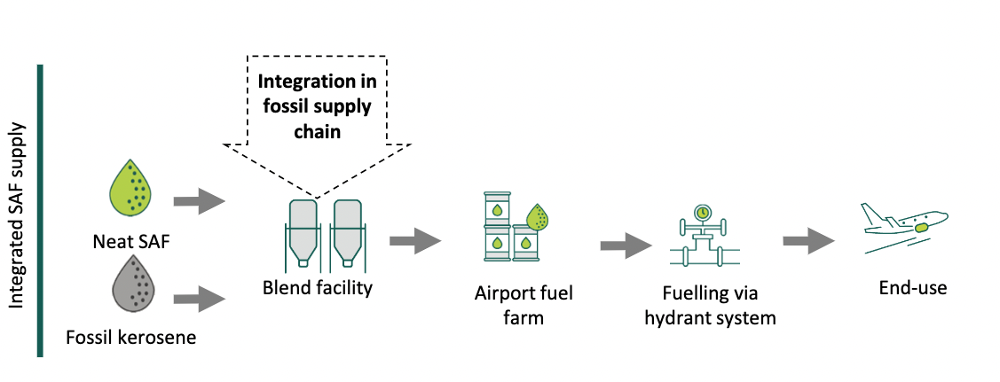 Integrated SAF supply
Integration in
fossil supply
chain
Neat SAF
Fossil kerosene
Blend facility
Airport fuel
farm
Fuelling via
hydrant system
End-use